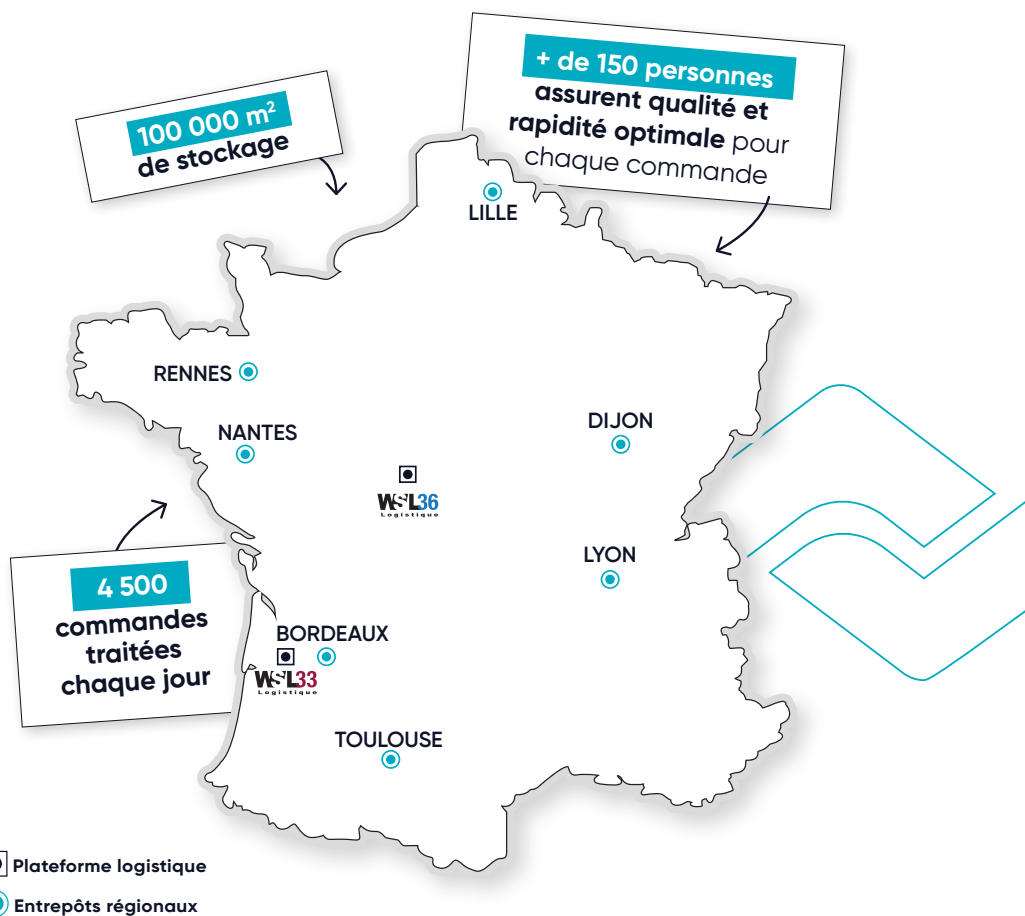 100 000 m²
de stockage
+ de 150 personnes
assurent qualité et
rapidité optimale pour
chaque commande
LILLE
RENNES
NANTES
DIJON
WSL36
Logistique
LYON
4 500
commandes
traitées
chaque jour
BORDEAUX
WSL33
Logistique
TOULOUSE
Plateforme logistique
Entrepôts régionaux